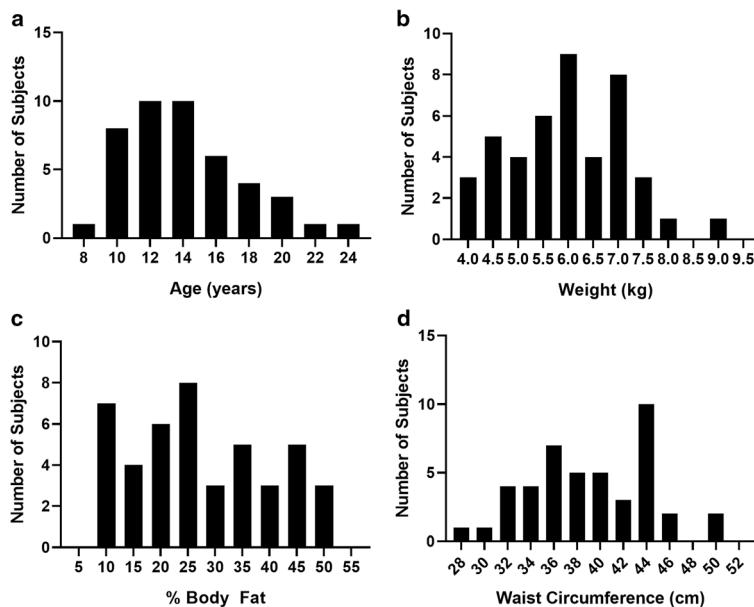 a
15
10
5
0
Number of Subjects
8 10 12 14 16 18 20 22 24
Age (years)
b
10
8
6
4
2
0
Number of Subjects
4.0 4.5 5.0 5.5 6.0 6.5 7.0 7.5 8.0 8.5 9.0 9.5
Weight (kg)
c
10
8
6
4
2
0
Number of Subjects
5 10 15 20 25 30 35 40 45 50 55
% Body Fat
d
15
10
5
0
Number of Subjects
28 30 32 34 36 38 40 42 44 46 48 50 52
Waist Circumference (cm)